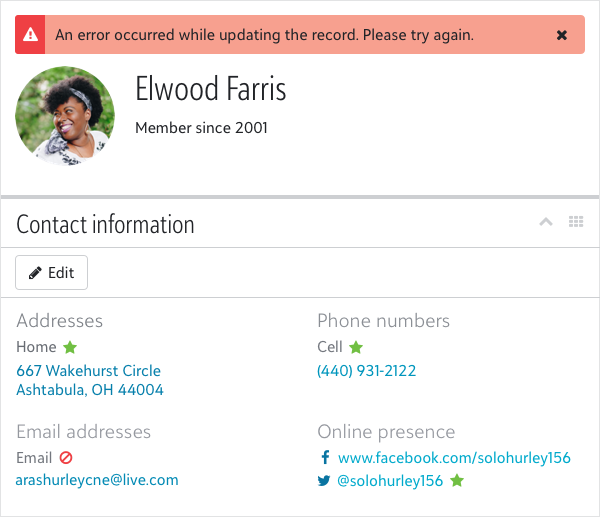 An error occurred while updating the record. Please try again.
Elwood Farris
Member since 2001
Contact information
Edit
Addresses
Home
667 Wakehurst Circle
Ashtabula, OH 44004
Phone numbers
Cell
(440) 931-2122
Email addresses
Email
arashurleycne@live.com
Online presence
www.facebook.com/solohurley156
@solohurley156